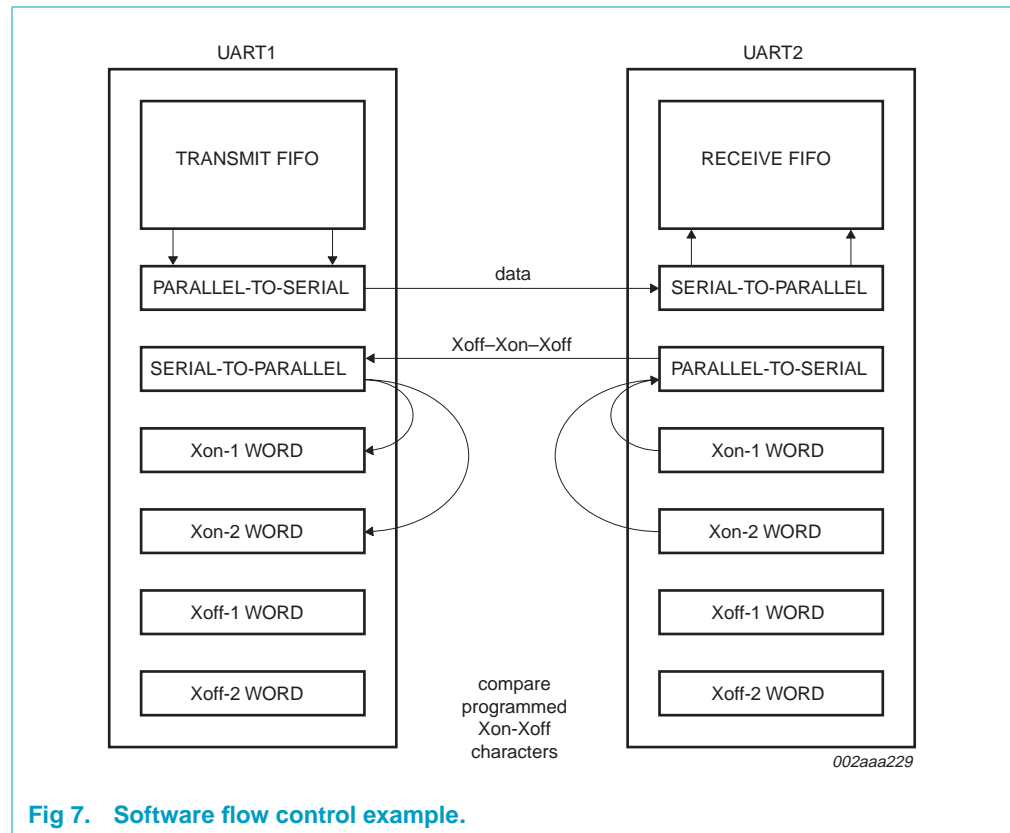 UART1
UART2
TRANSMIT FIFO
RECEIVE FIFO
PARALLEL-TO-SERIAL
data
SERIAL-TO-PARALLEL
Xoff–Xon–Xoff
SERIAL-TO-PARALLEL
PARALLEL-TO-SERIAL
Xon-1 WORD
Xon-1 WORD
Xon-2 WORD
Xon-2 WORD
Xoff-1 WORD
Xoff-1 WORD
Xoff-2 WORD
Xoff-2 WORD
compare
programmed
Xon-Xoff
characters
002aaa229
Fig 7. Software flow control example.